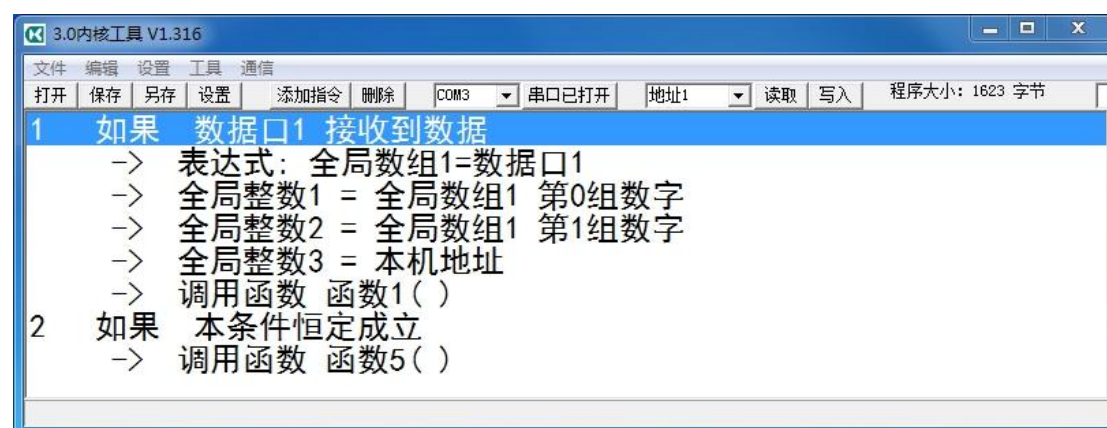 3.0内核工具 V1.316
文件 编辑 设置 工具 通信
打开 保存 另存 设置 添加指令 删除 COM3 串口已打开 地址1 读取 写入 程序大小: 1623 字节
1 如果 数据口1 接收到数据
-> 表达式: 全局数组1=数据口1
-> 全局整数1 = 全局数组1 第0组数字
-> 全局整数2 = 全局数组1 第1组数字
-> 全局整数3 = 本机地址
-> 调用函数 函数1( )
2 如果 本条件恒定成立
-> 调用函数 函数5( )